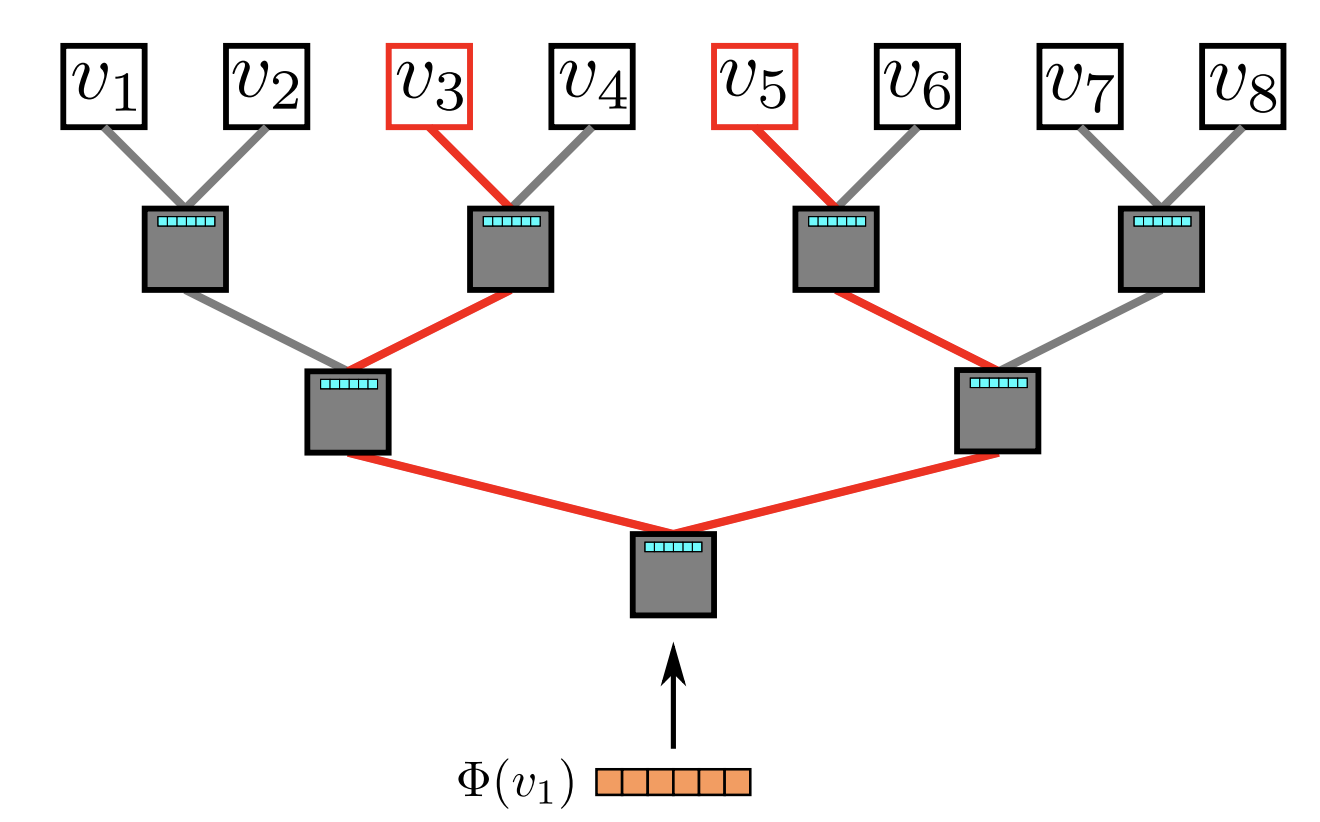 v₁ v₂ v₃ v₄ v₅ v₆ v₇ v₈
Φ(v₁)